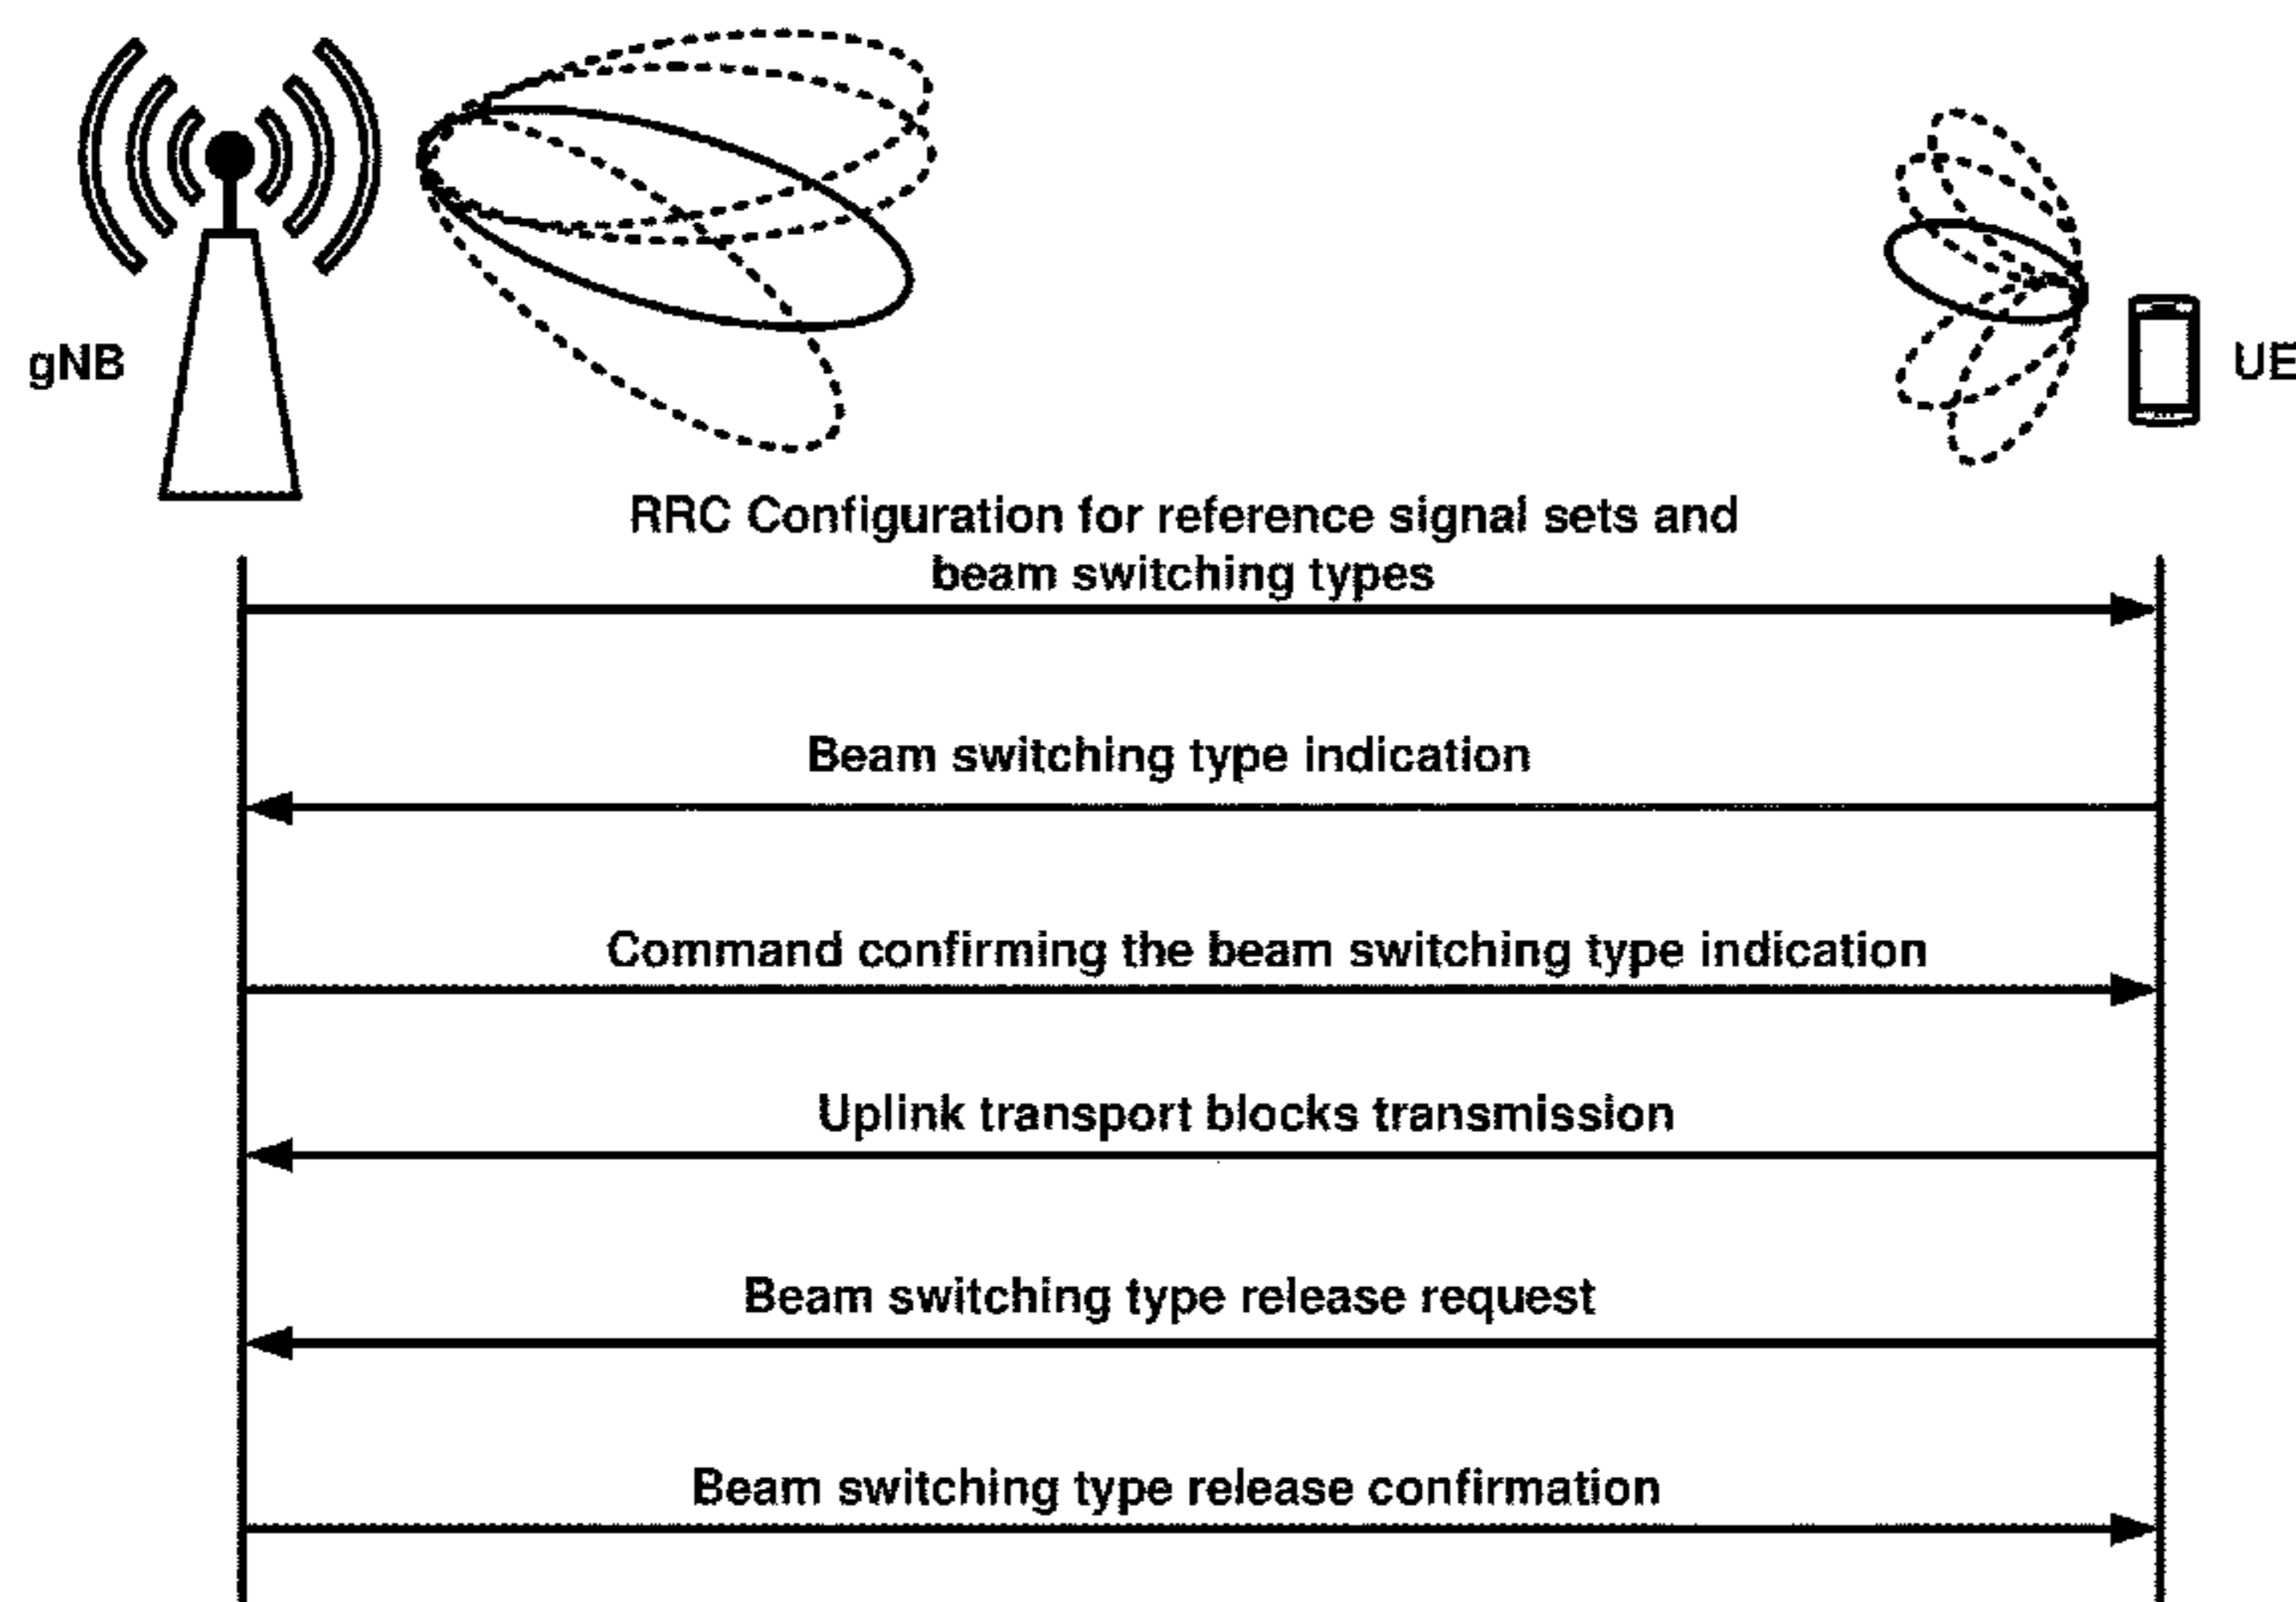 gNB
UE
RRC Configuration for reference signal sets and
beam switching types
Beam switching type indication
Command confirming the beam switching type indication
Uplink transport blocks transmission
Beam switching type release request
Beam switching type release confirmation